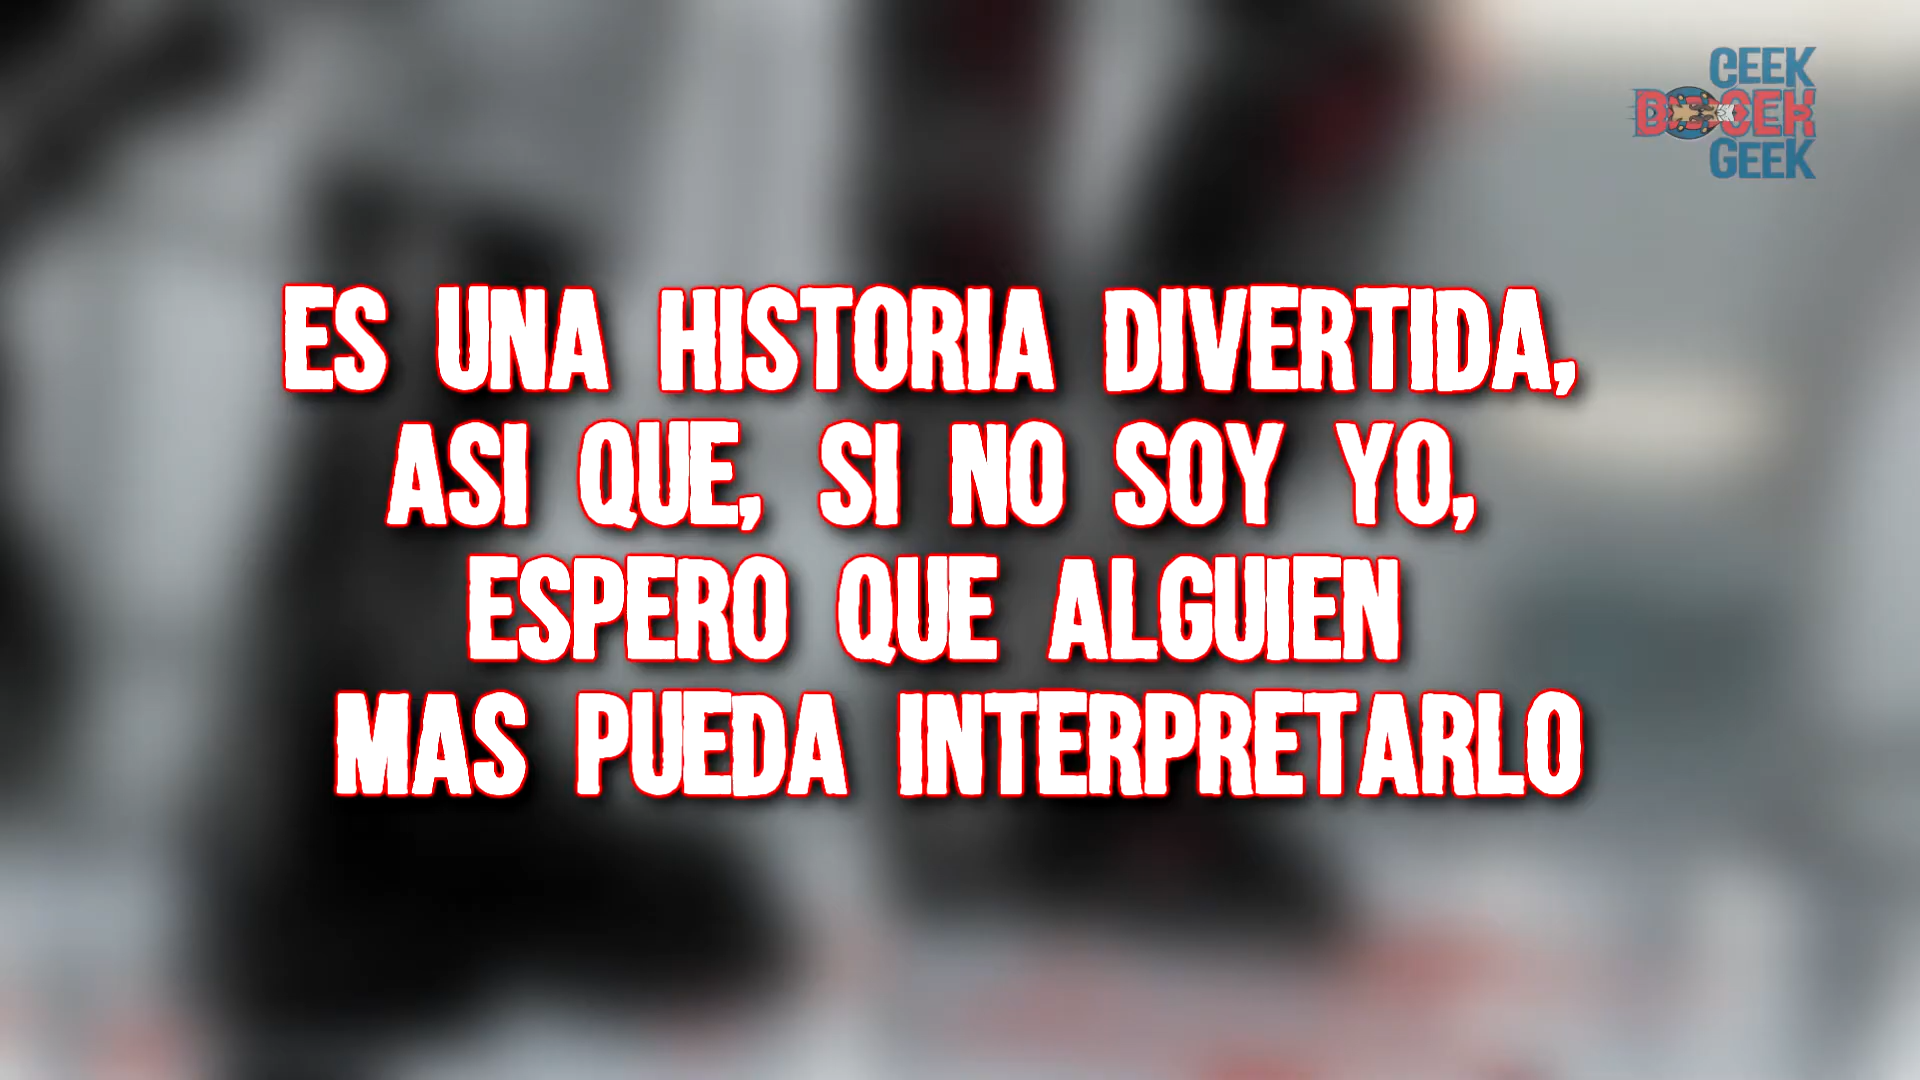 GEEK
GEEK
ES UNA HISTORIA DIVERTIDA,
ASI QUE, SI NO SOY YO,
ESPERO QUE ALGUIEN
MAS PUEDA INTERPRETARLO